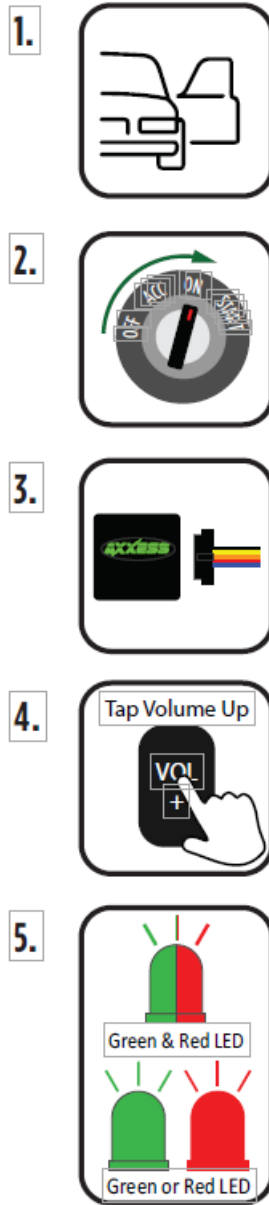 1.
2.
OFF ACC ON START
3.
AXXESS
4.
Tap Volume Up
VOL
+
5.
Green & Red LED
Green or Red LED